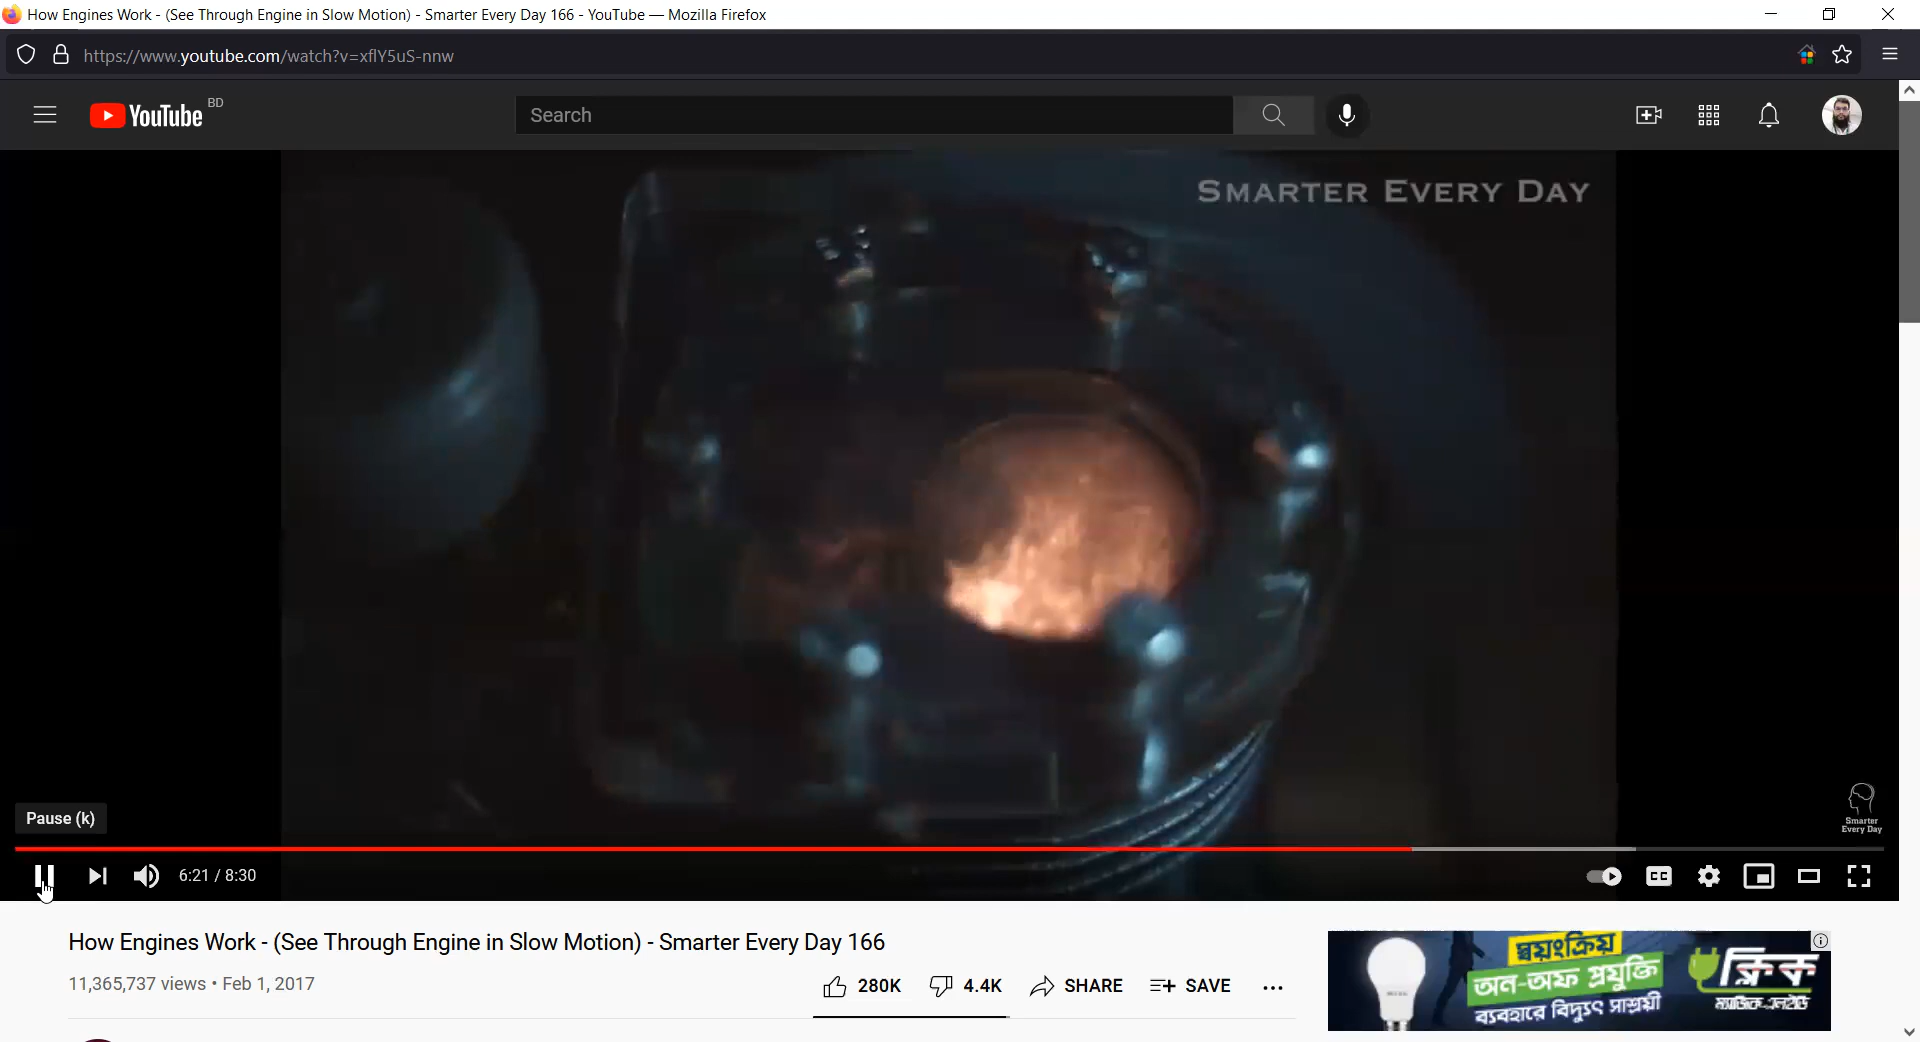 How Engines Work - (See Through Engine in Slow Motion) - Smarter Every Day 166 - YouTube — Mozilla Firefox
https://www.youtube.com/watch?v=xflY5uS-nnw
YouTube BD
Search
SMARTER EVERY DAY
Smarter
Every Day
Pause (k)
6:21 / 8:30
CC
How Engines Work - (See Through Engine in Slow Motion) - Smarter Every Day 166
11,365,737 views • Feb 1, 2017
280K
4.4K
SHARE
SAVE
স্বয়ংক্রিয়
অন-অফ প্রযুক্তি
ব্যবহারে বিদ্যুৎ সাশ্রয়ী
ক্লিক
ম্যাজিক এলইডি